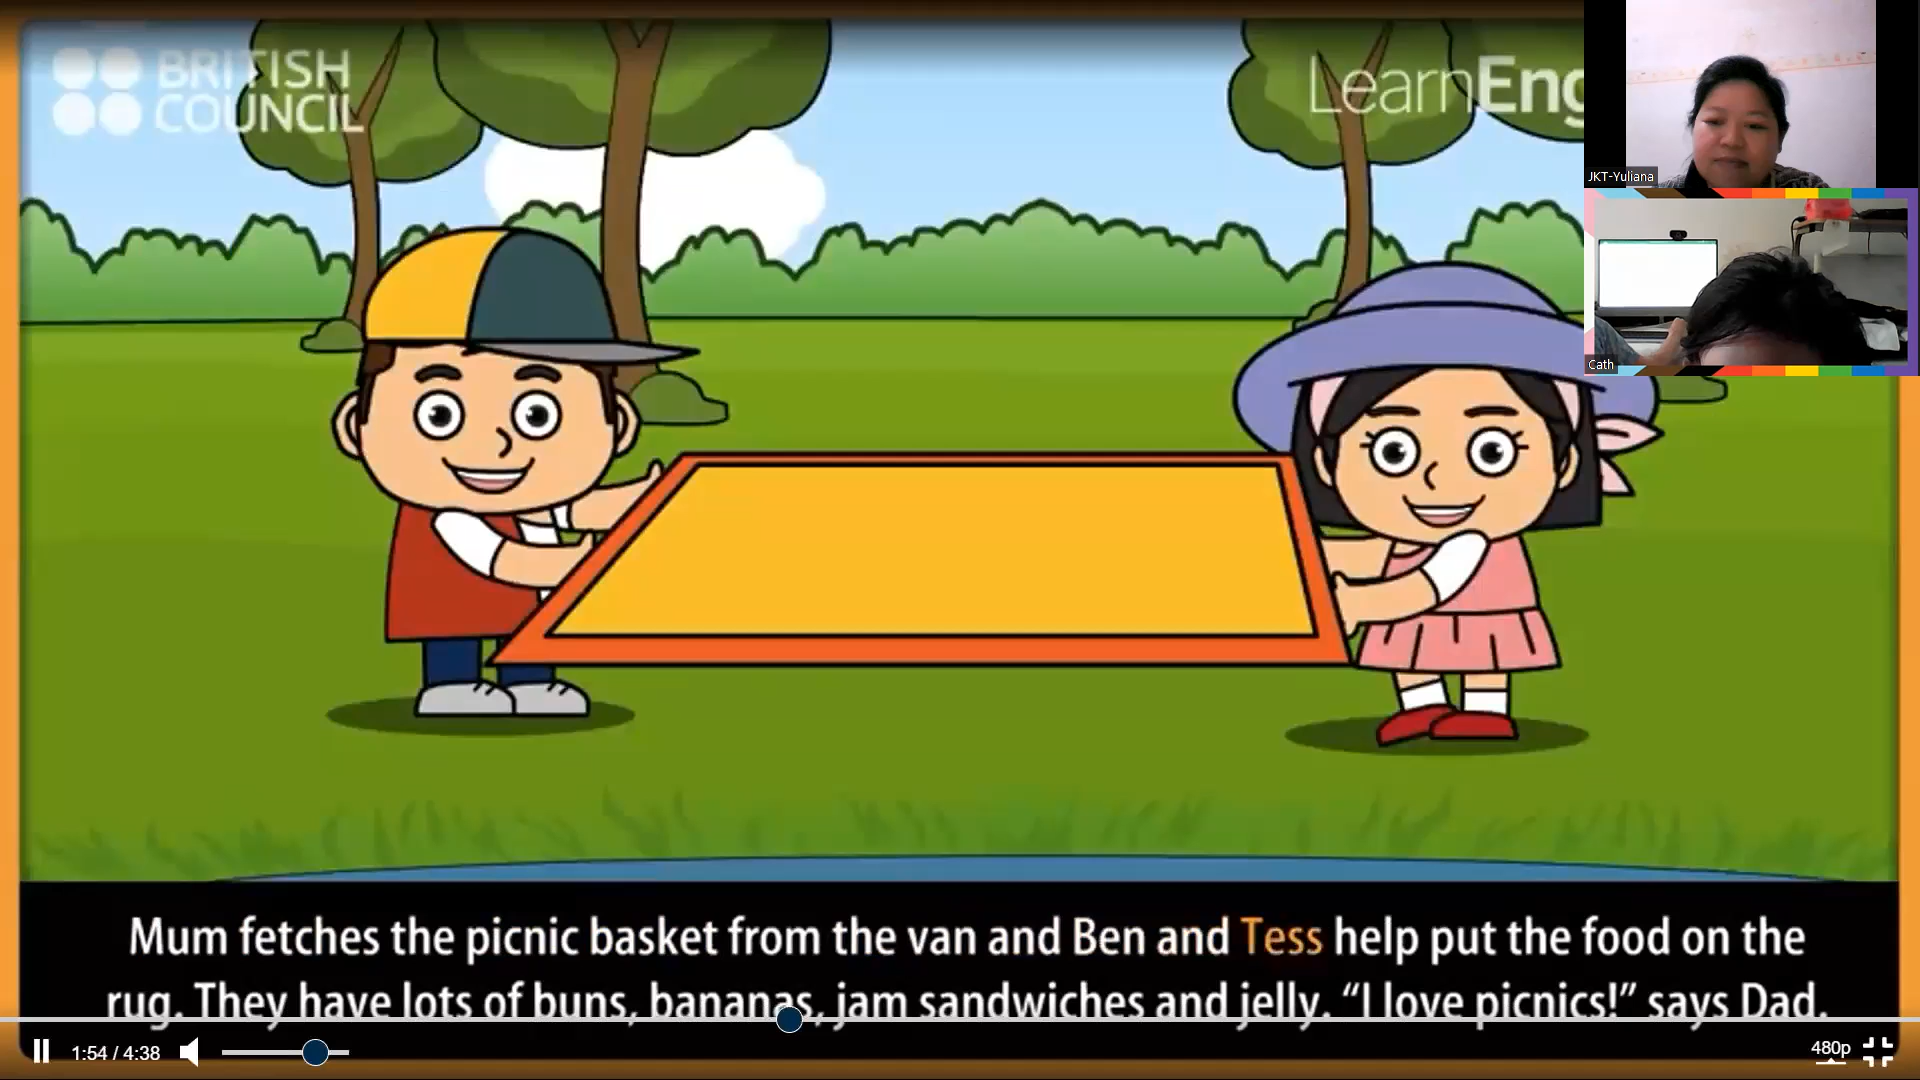 BRITISH
COUNCIL
LearnEng
JKT-Yuliana
Cath
Mum fetches the picnic basket from the van and Ben and Tess help put the food on the
rug. They have lots of buns, bananas, jam sandwiches and jelly. “I love picnics!” says Dad.
1:54 / 4:38
480p